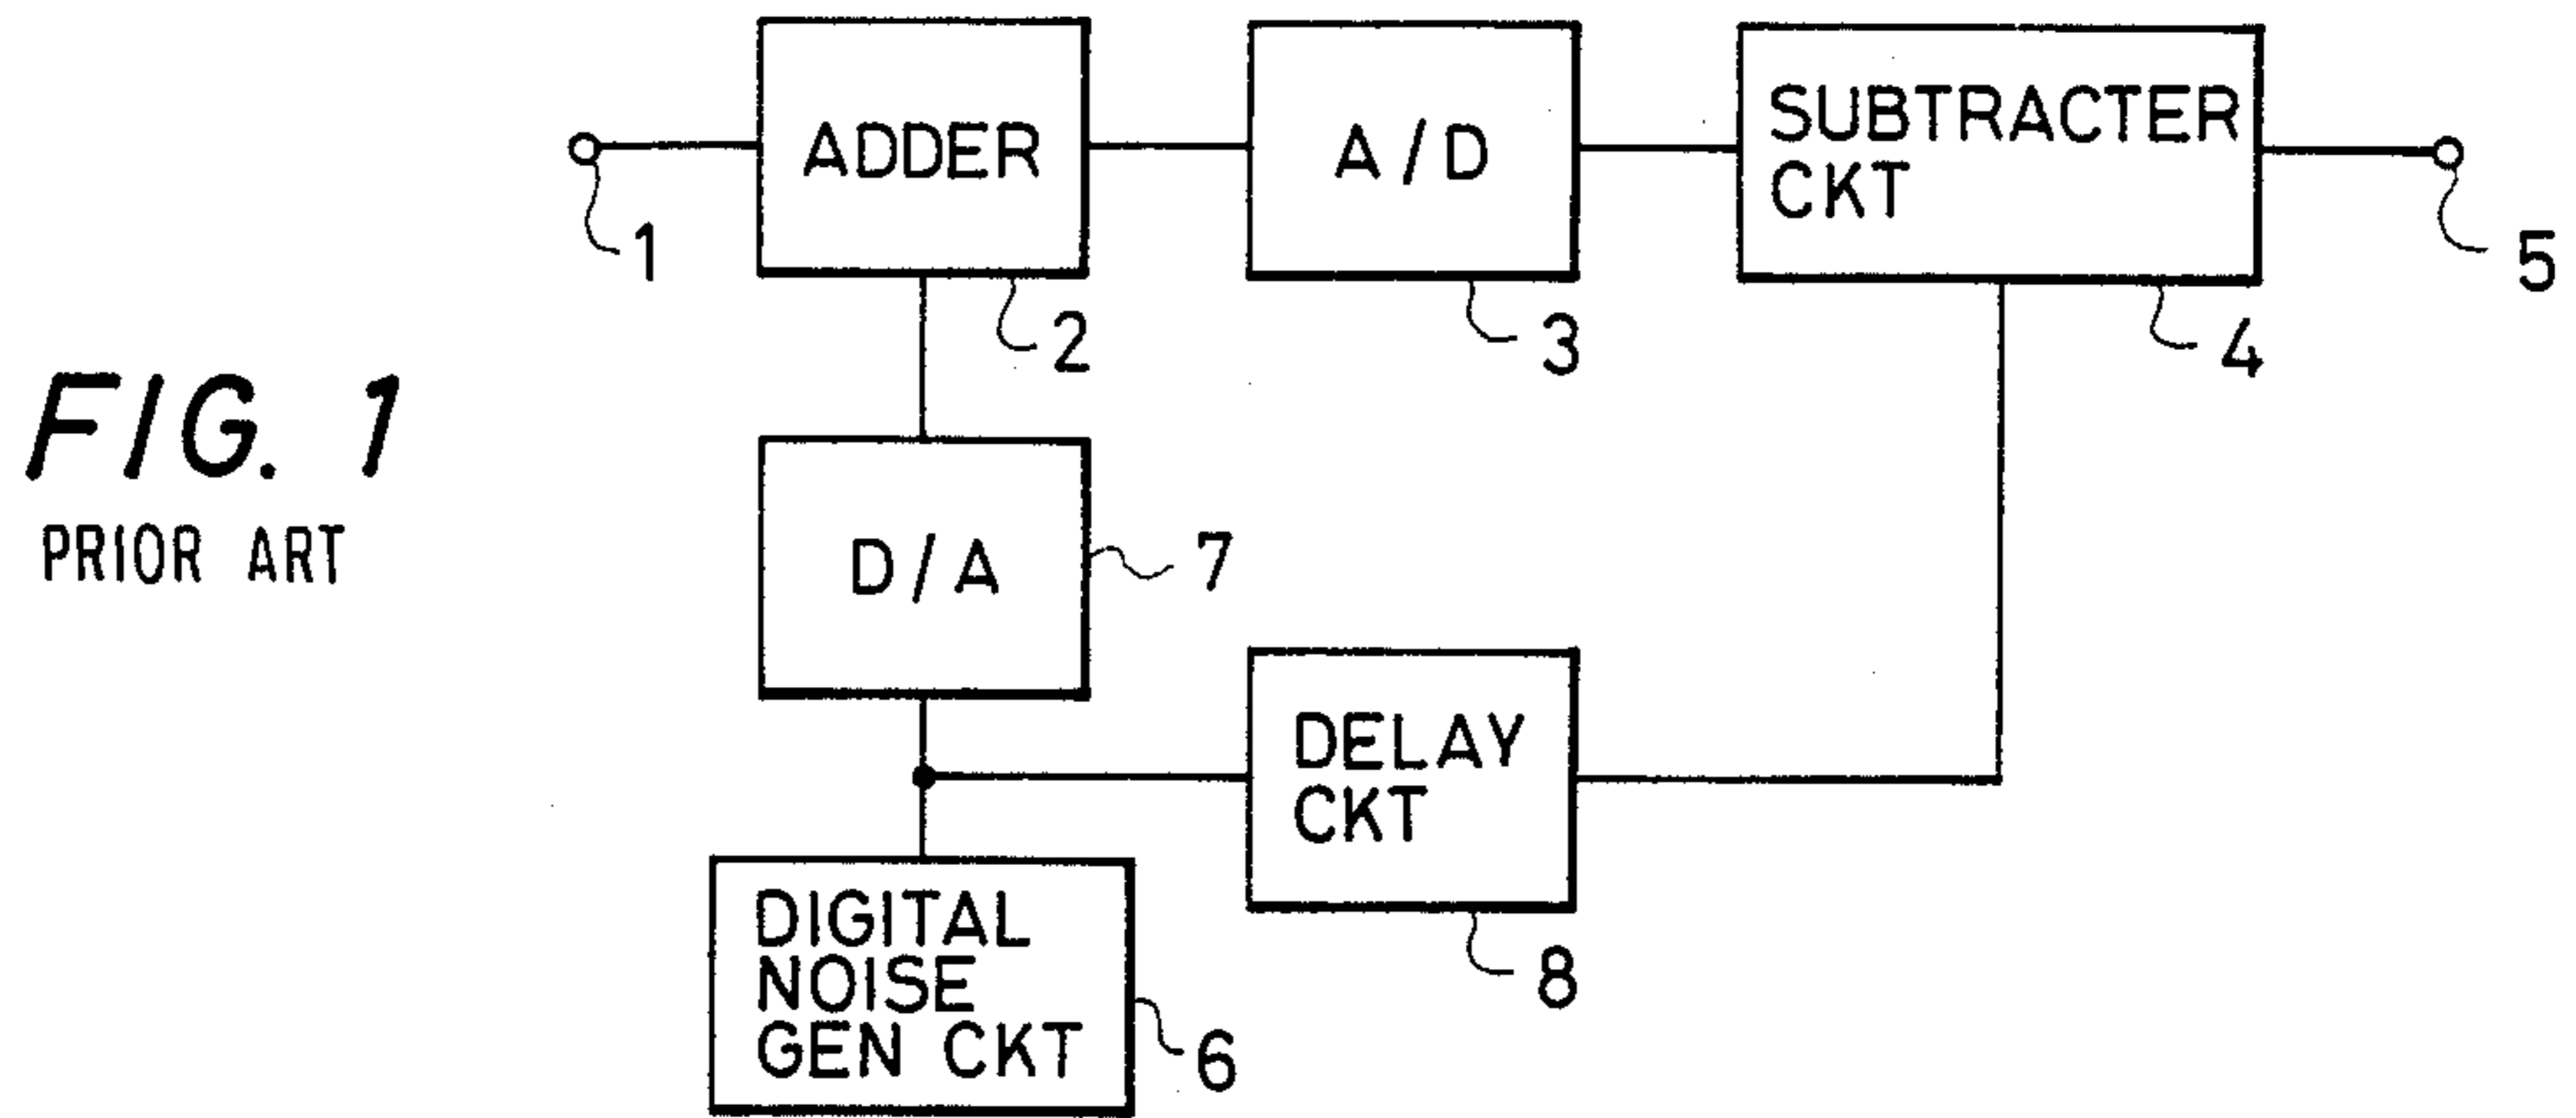 ADDER
A/D
SUBTRACTER
CKT
1
5
2
3
4
FIG. 1
PRIOR ART
D/A
7
DELAY
CKT
8
DIGITAL
NOISE
GEN CKT
6